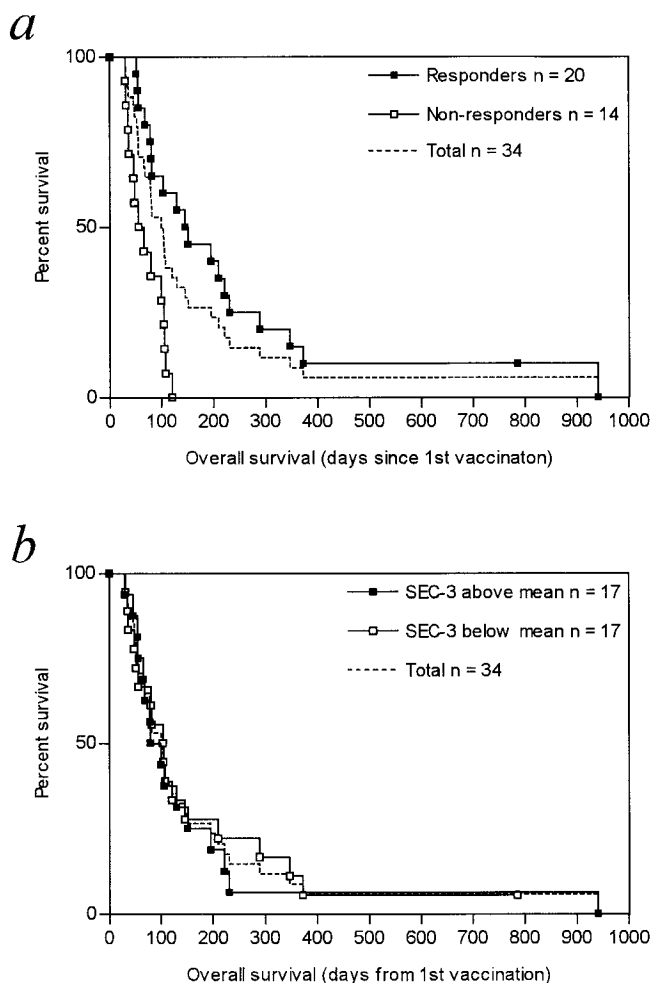 a
100
50
0
Percent survival
Responders n = 20
Non-responders n = 14
Total n = 34
0 100 200 300 400 500 600 700 800 900 1000
Overall survival (days since 1st vaccinaton)
b
100
50
0
Percent survival
SEC-3 above mean n = 17
SEC-3 below mean n = 17
Total n = 34
0 100 200 300 400 500 600 700 800 900 1000
Overall survival (days from 1st vaccination)